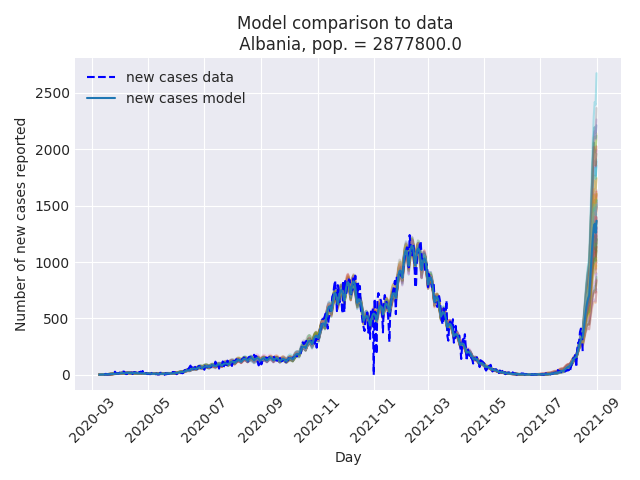 Model comparison to data
Albania, pop. = 2877800.0
new cases data
new cases model
Number of new cases reported
2500
2000
1500
1000
500
0
2020-03
2020-05
2020-07
2020-09
2020-11
2021-01
2021-03
2021-05
2021-07
2021-09
Day